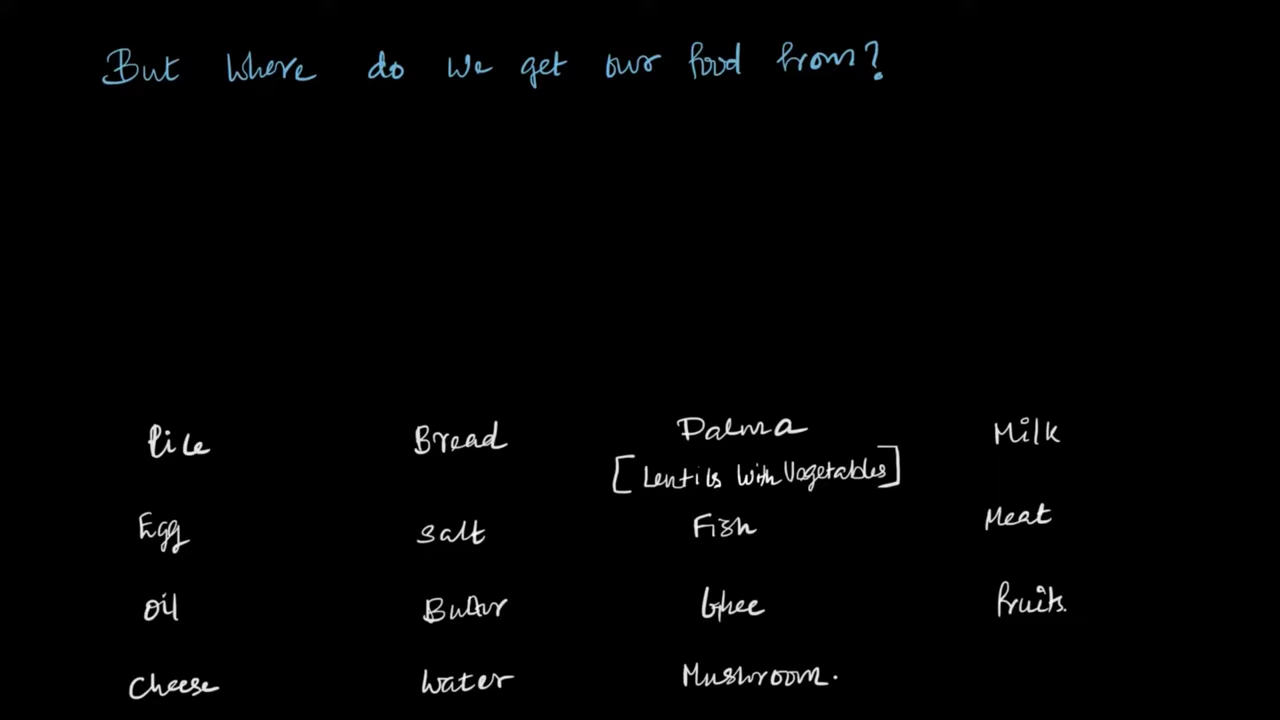 But where do we get our food from?
Rice Bread Dalma Milk
[Lentils with Vegetables]
Egg Salt Fish Meat
Oil Butter Ghee Fruits.
Cheese Water Mushroom.